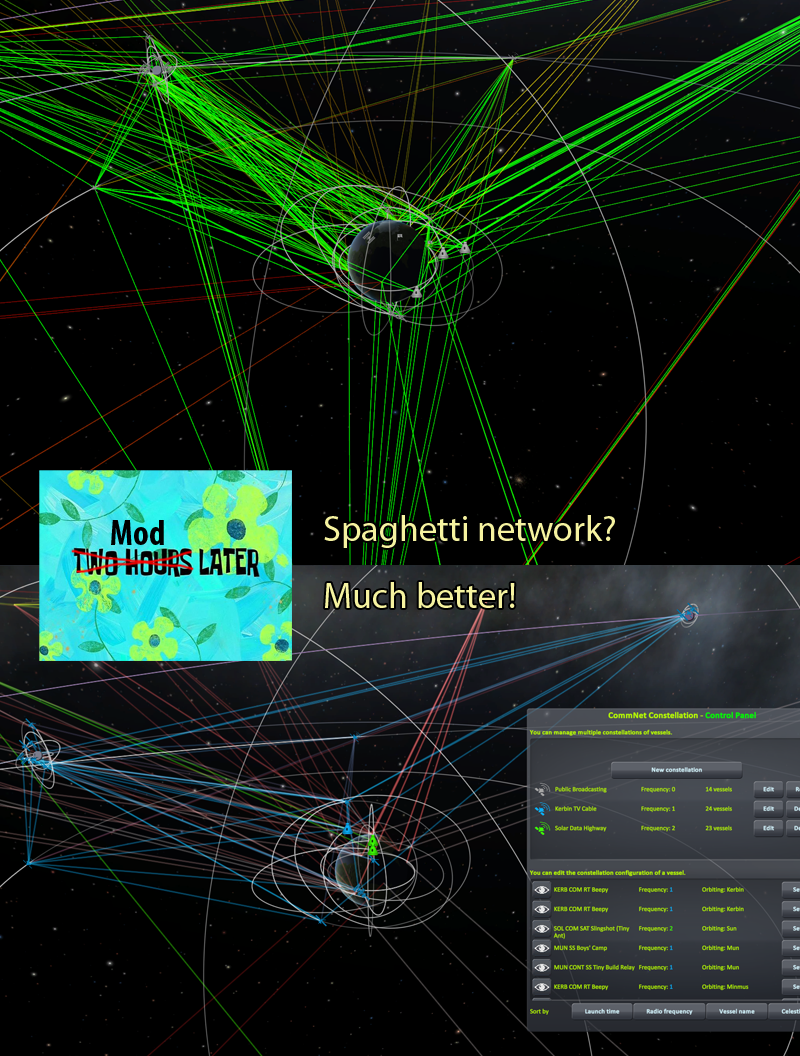 Spaghetti network?
Mod
TWO HOURS LATER
Much better!
CommNet Constellation - Control Panel
You can manage multiple constellations of vessels.
New constellation
Public Broadcasting Frequency: 0 14 vessels Edit
Kerbin TV Cable Frequency: 1 24 vessels Edit
Solar Data Highway Frequency: 2 23 vessels Edit
You can edit the constellation configuration of a vessel.
KERB COM RT Beepy Frequency: 1 Orbiting: Kerbin
KERB COM RT Beepy Frequency: 1 Orbiting: Kerbin
SOL COM SAT Slingshot (Tiny Ant) Frequency: 2 Orbiting: Sun
MUN SS Boys' Camp Frequency: 1 Orbiting: Mun
MUN CONT SS Tiny Build Relay Frequency: 1 Orbiting: Mun
KERB COM RT Beepy Frequency: 1 Orbiting: Minmus
Sort by Launch time Radio frequency Vessel name